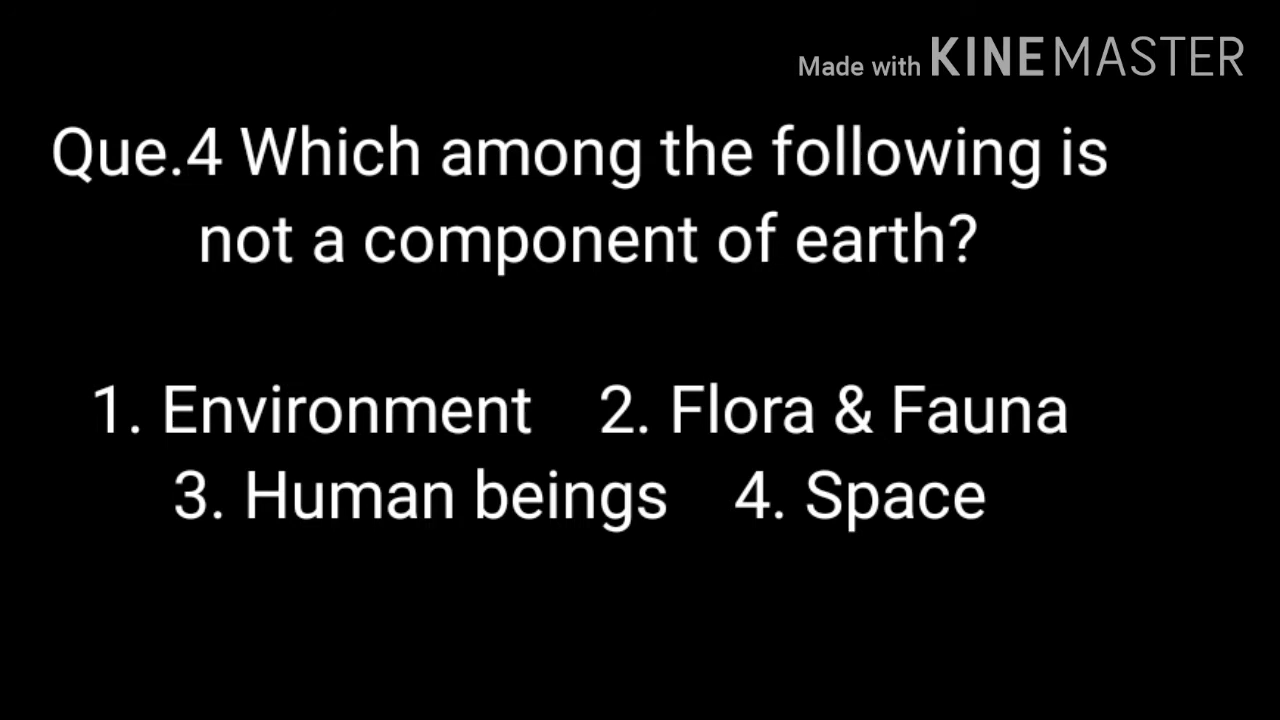 Made with KINEMASTER
Que.4 Which among the following is
not a component of earth?
1. Environment 2. Flora & Fauna
3. Human beings 4. Space